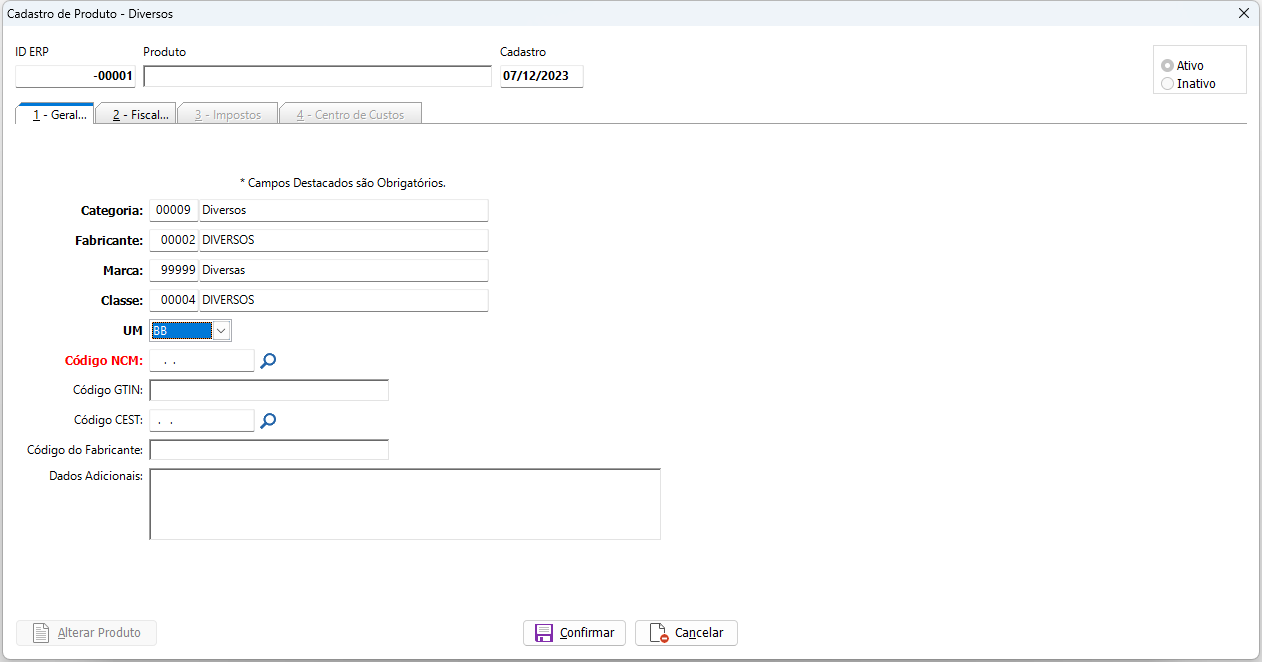 Cadastro de Produto - Diversos
ID ERP Produto Cadastro
-00001 07/12/2023
Ativo
Inativo
1 - Geral... 2 - Fiscal... 3 - Impostos 4 - Centro de Custos
* Campos Destacados são Obrigatórios.
Categoria: 00009 Diversos
Fabricante: 00002 DIVERSOS
Marca: 99999 Diversas
Classe: 00004 DIVERSOS
UM BB
Código NCM: . .
Código GTIN:
Código CEST: . .
Código do Fabricante:
Dados Adicionais:
Alterar Produto Confirmar Cancelar